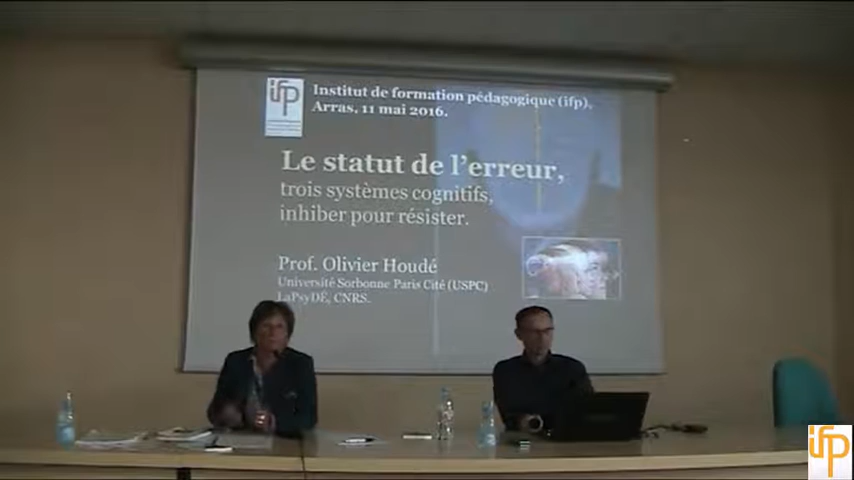 ifp
Institut de formation pédagogique (ifp),
Arras, 11 mai 2016.
Le statut de l'erreur,
trois systèmes cognitifs,
inhiber pour résister.
Prof. Olivier Houdé
Université Sorbonne Paris Cité (USPC)
LaPsyDÉ, CNRS.
ifp